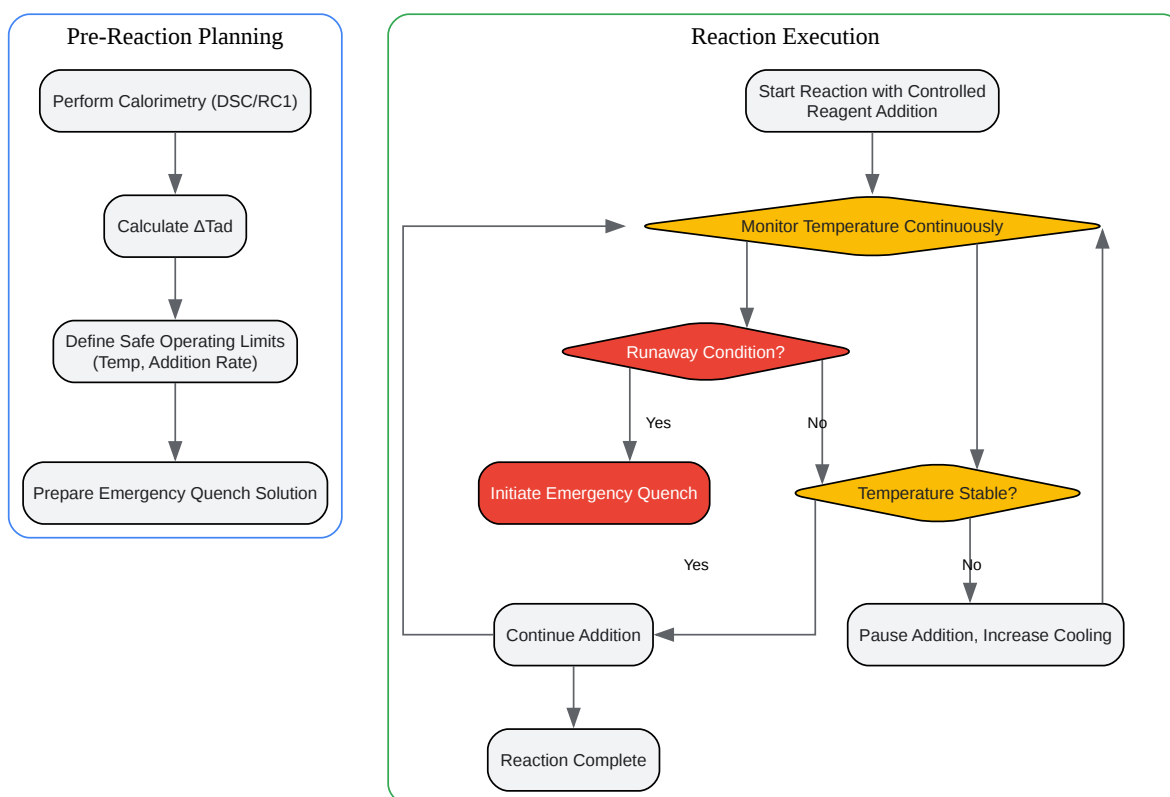 Pre-Reaction Planning
Perform Calorimetry (DSC/RC1)
Calculate ΔTad
Define Safe Operating Limits
(Temp, Addition Rate)
Prepare Emergency Quench Solution
Reaction Execution
Start Reaction with Controlled
Reagent Addition
Monitor Temperature Continuously
Runaway Condition?
Yes
No
Initiate Emergency Quench
Temperature Stable?
Yes
No
Continue Addition
Pause Addition, Increase Cooling
Reaction Complete